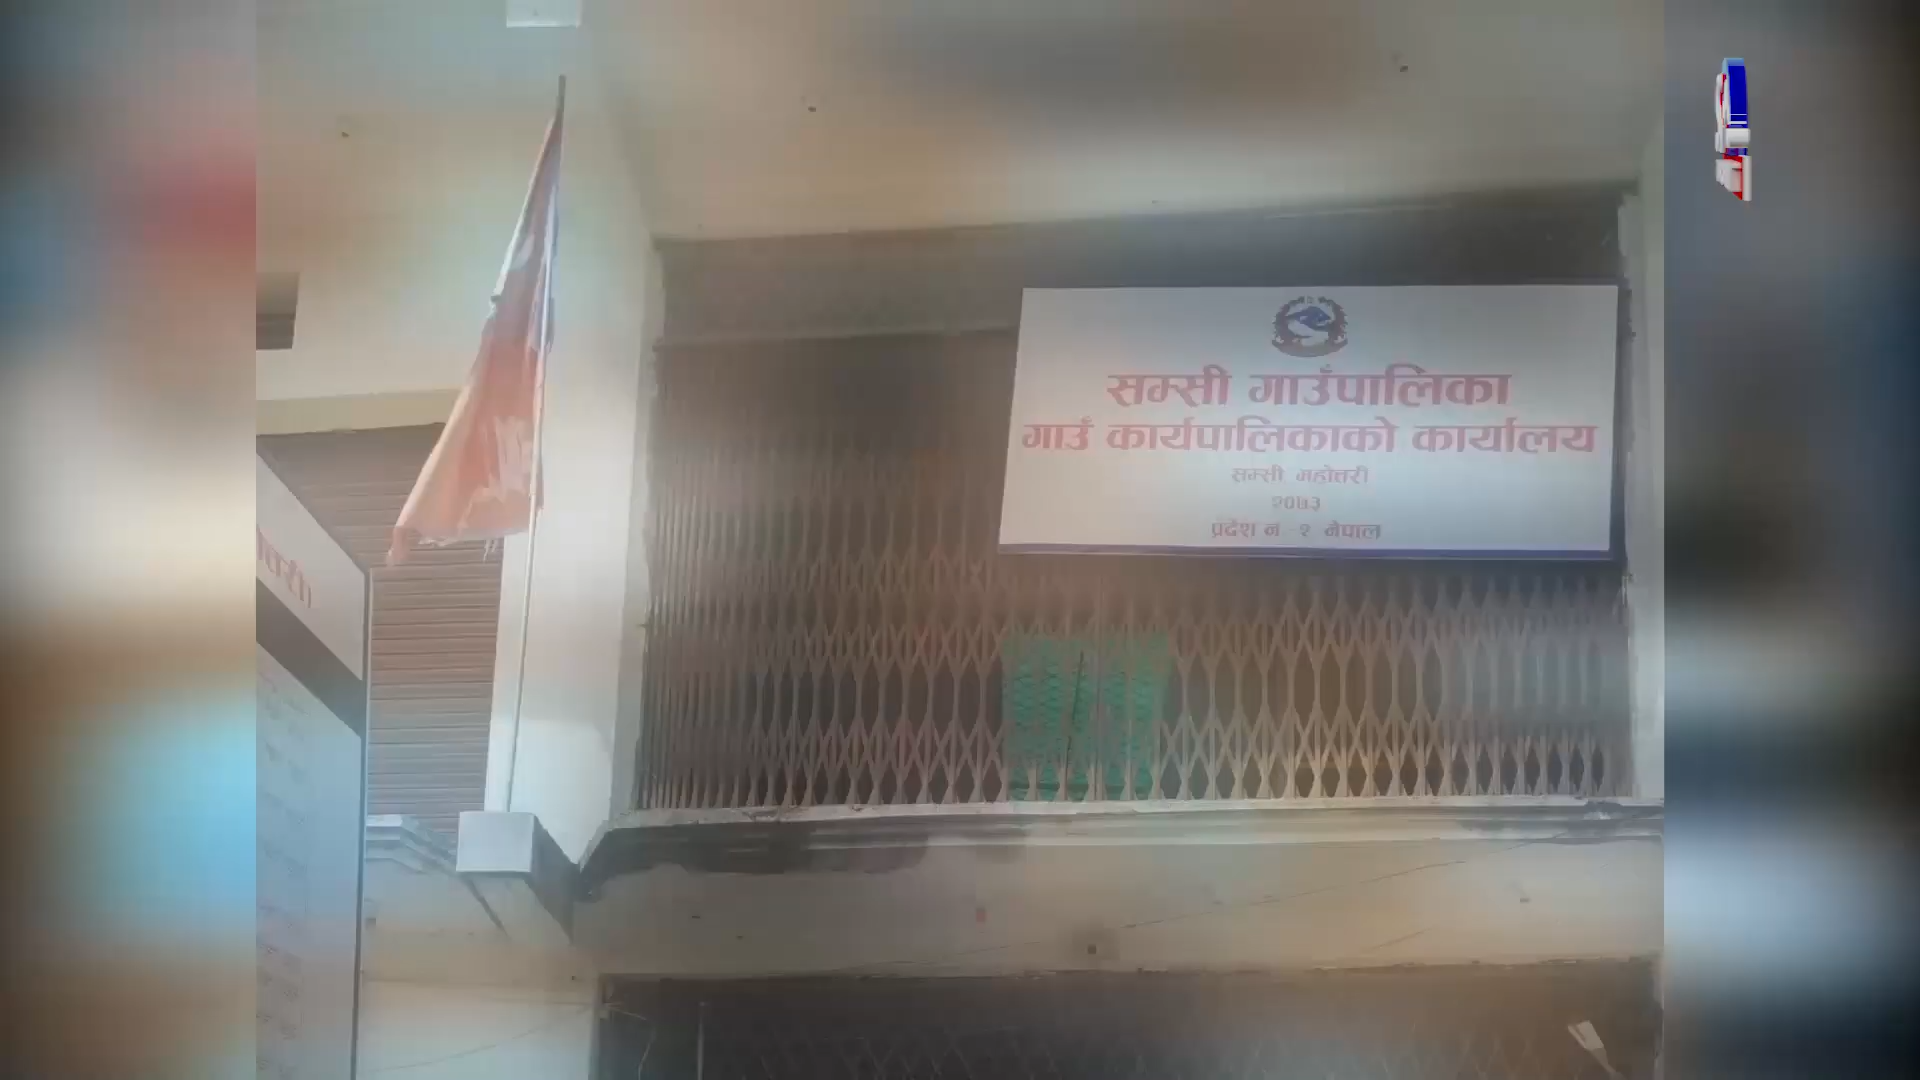 सम्सी गाउँपालिका
गाउँ कार्यपालिकाको कार्यालय
सम्सी महोत्तरी
२०७३
प्रदेश न -२ नेपाल